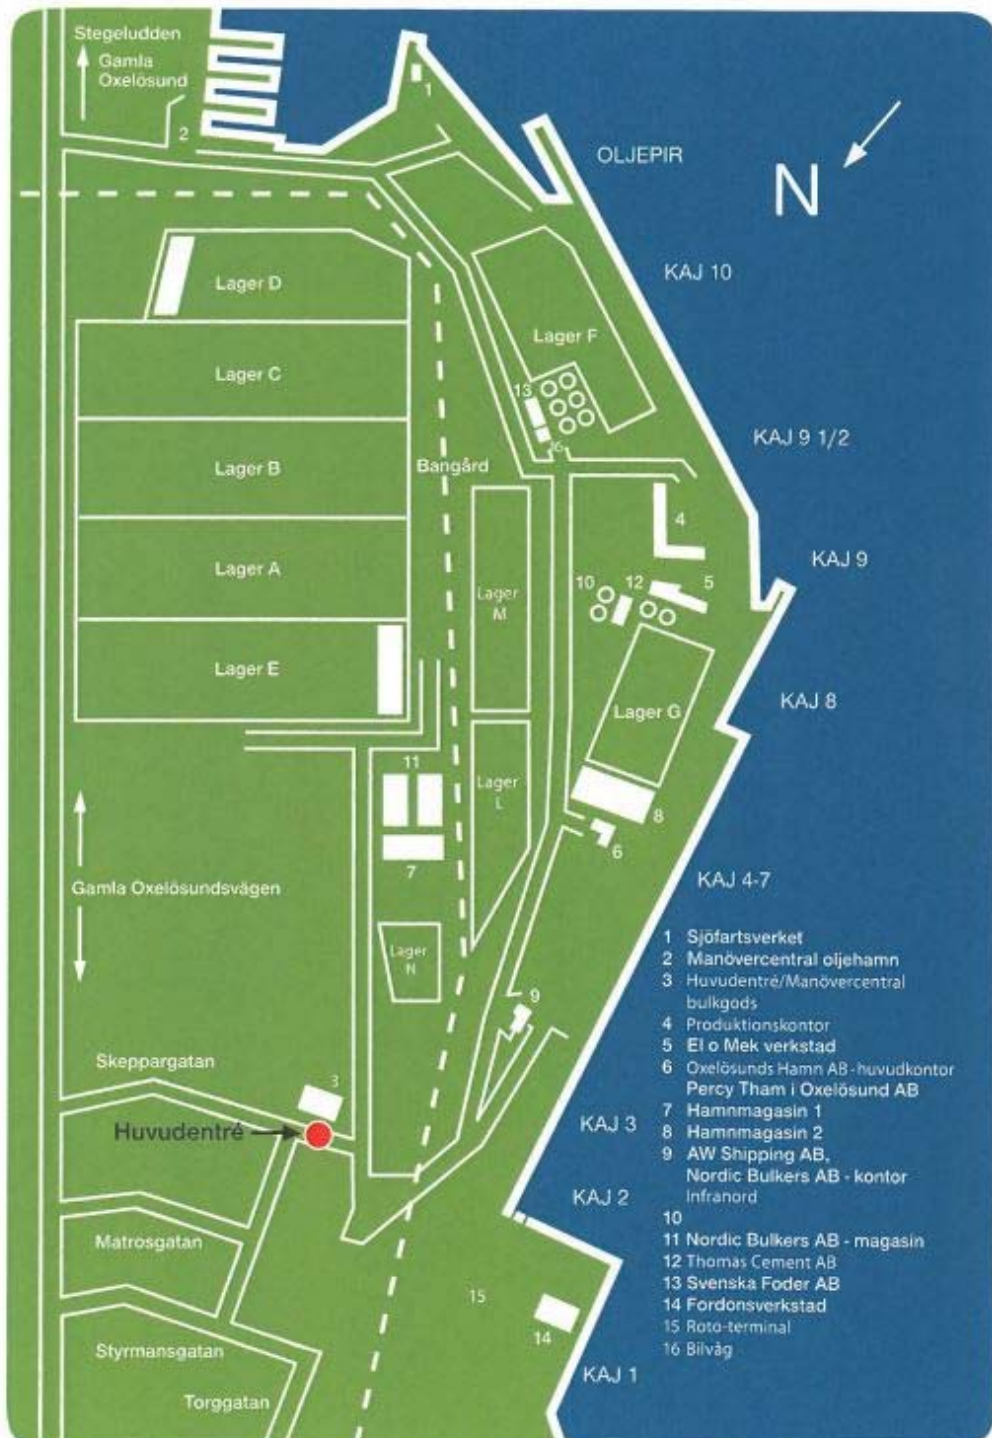 Stegeludden
Gamla
Oxelösund
2
1
OLJEPIR
N
KAJ 10
Lager D
Lager F
Lager C
13
KAJ 9 1/2
16
Lager B
Bangård
4
KAJ 9
Lager A
10
12
5
Lager
M
Lager E
KAJ 8
Lager G
11
Lager
L
8
6
7
KAJ 4-7
Gamla Oxelösundsvägen
Lager
N
9
Skeppargatan
3
Huvudentré
KAJ 3
KAJ 2
Matrosgatan
15
14
Styrmansgatan
KAJ 1
Torggatan
1 Sjöfartsverket
2 Manövercentral oljehamn
3 Huvudentré/Manövercentral
bulkgods
4 Produktionskontor
5 El o Mek verkstad
6 Oxelösunds Hamn AB - huvudkontor
Percy Tham i Oxelösund AB
7 Hamnmagasin 1
8 Hamnmagasin 2
9 AW Shipping AB,
Nordic Bulkers AB - kontor
Infranord
10
11 Nordic Bulkers AB - magasin
12 Thomas Cement AB
13 Svenska Foder AB
14 Fordonsverkstad
15 Roto-terminal
16 Bilvåg